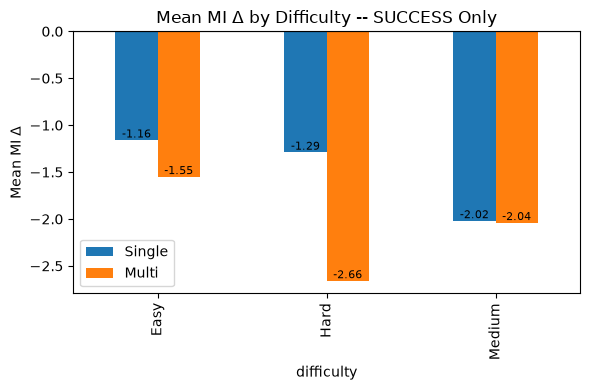 Mean MI Δ by Difficulty -- SUCCESS Only
Mean MI Δ
0.0
−0.5
−1.0
−1.5
−2.0
−2.5
-1.16
-1.55
-1.29
-2.66
-2.02
-2.04
Single
Multi
Easy
Hard
Medium
difficulty